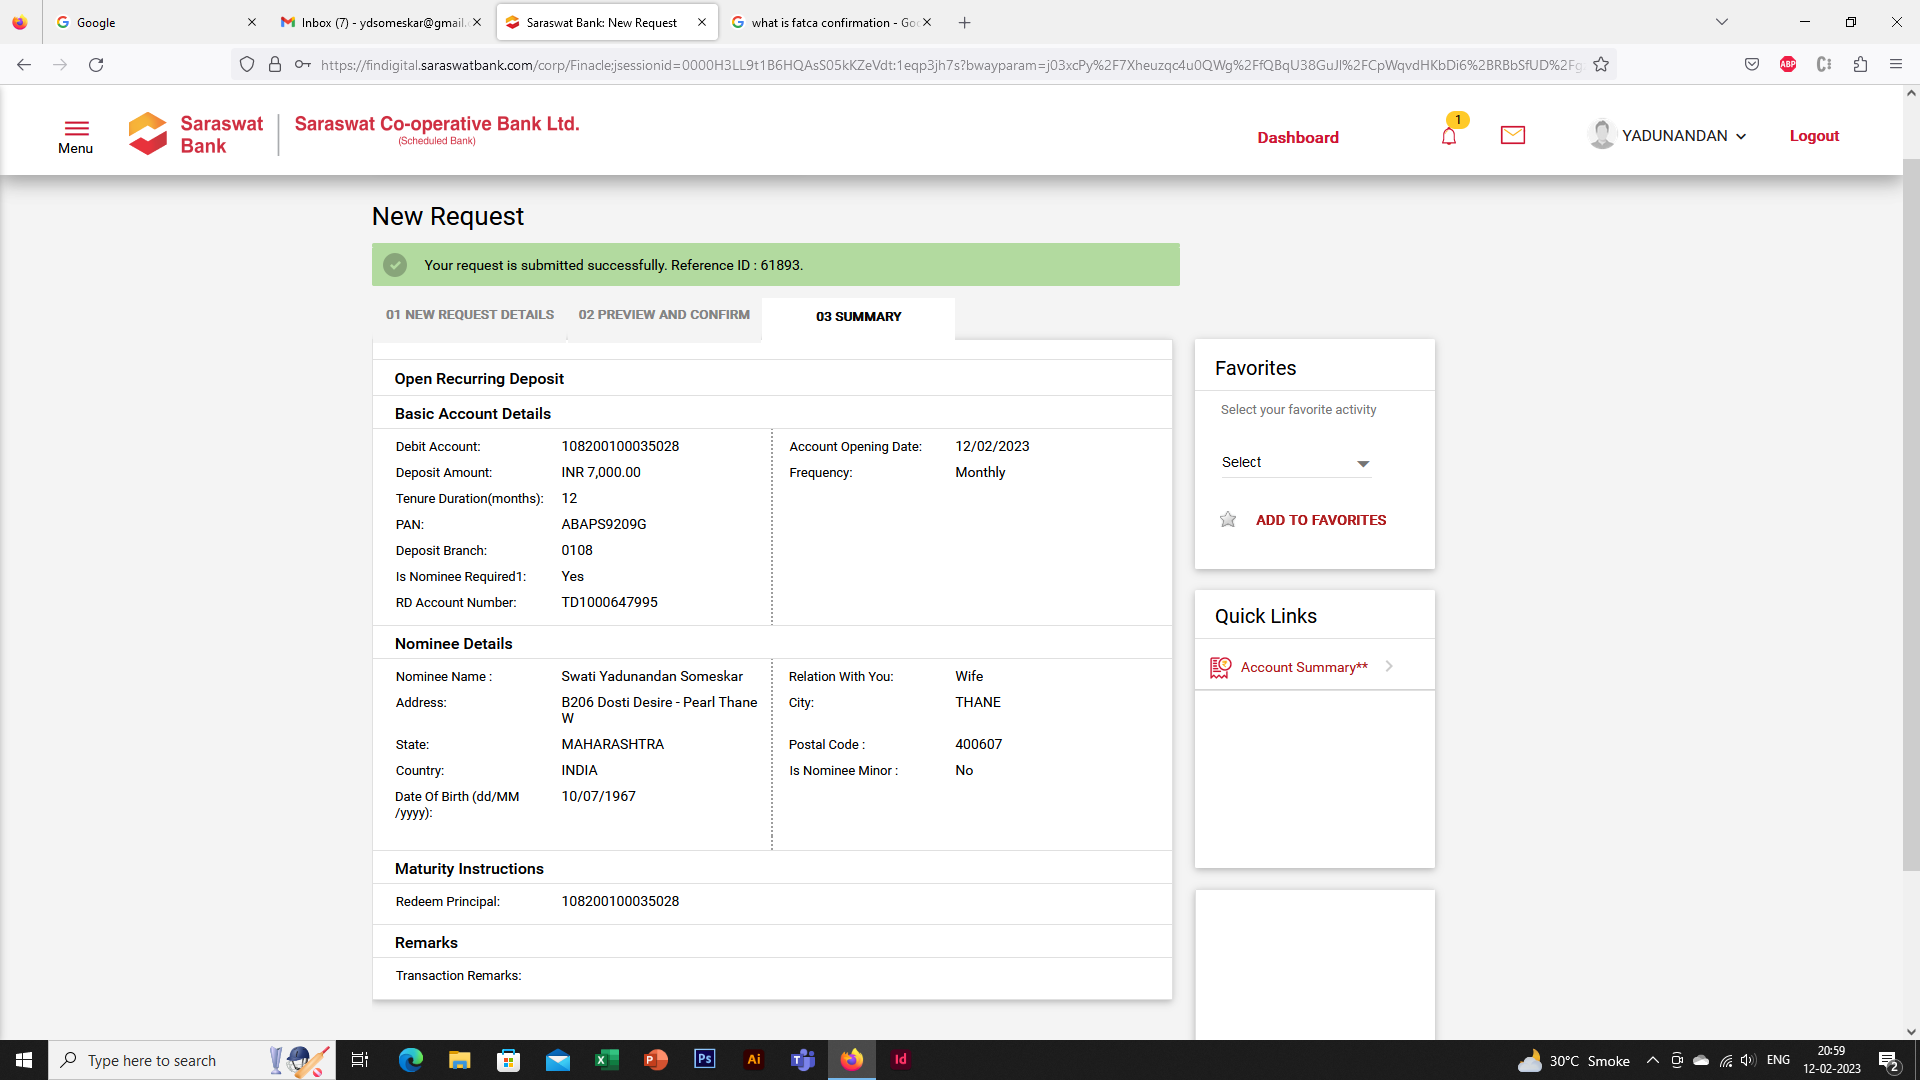 Google
Inbox (7) - ydsomeskar@gmail.
Saraswat Bank: New Request
what is fatca confirmation - Goo
https://findigital.saraswatbank.com/corp/Finacle;jsessionid=0000H3LL9t1B6HQAsS05kKZeVdt:1eqp3jh7s?bwayparam=j03xcPy%2F7Xheuzqc4u0QWg%2FfQBqU38GuJl%2FCpWqvdHKbDi6%2BRBbSfUD%2Fg
ABP
Menu
Saraswat Bank
Saraswat Co-operative Bank Ltd.
(Scheduled Bank)
Dashboard
1
YADUNANDAN
Logout
New Request
Your request is submitted successfully. Reference ID : 61893.
01 NEW REQUEST DETAILS
02 PREVIEW AND CONFIRM
03 SUMMARY
Open Recurring Deposit
Basic Account Details
Debit Account: 108200100035028
Account Opening Date: 12/02/2023
Deposit Amount: INR 7,000.00
Frequency: Monthly
Tenure Duration(months): 12
PAN: ABAPS9209G
Deposit Branch: 0108
Is Nominee Required1: Yes
RD Account Number: TD1000647995
Nominee Details
Nominee Name : Swati Yadunandan Someskar
Relation With You: Wife
Address: B206 Dosti Desire - Pearl Thane
W
City: THANE
State: MAHARASHTRA
Postal Code : 400607
Country: INDIA
Is Nominee Minor : No
Date Of Birth (dd/MM
/yyyy): 10/07/1967
Maturity Instructions
Redeem Principal: 108200100035028
Remarks
Transaction Remarks:
Favorites
Select your favorite activity
Select
ADD TO FAVORITES
Quick Links
Account Summary**
Type here to search
Ps
Ai
Id
30°C Smoke
ENG
20:59
12-02-2023
2